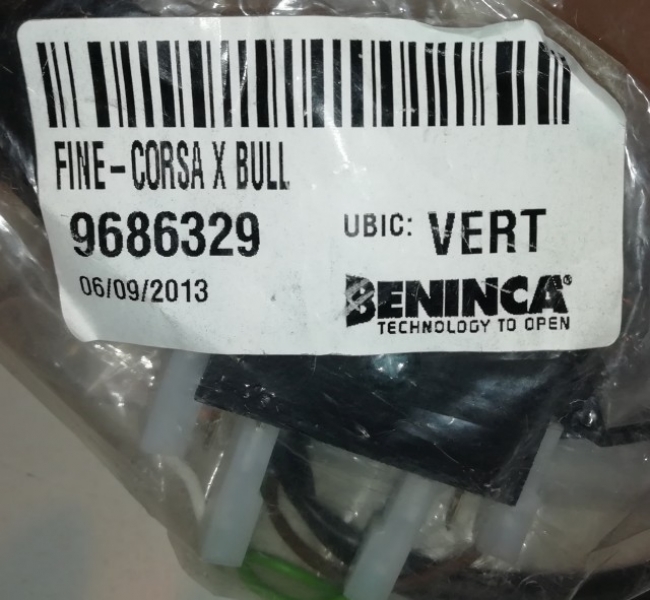 FINE-CORSA X BULL
9686329 UBIC: VERT
06/09/2013
BENINCA®
TECHNOLOGY TO OPEN